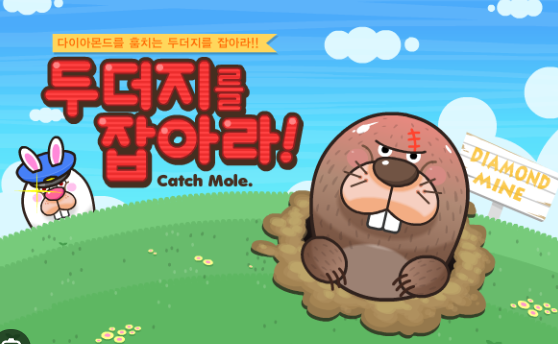 다이아몬드를 훔치는 두더지를 잡아라!!
두더지를
잡아라!
Catch Mole.
DIAMOND
MINE